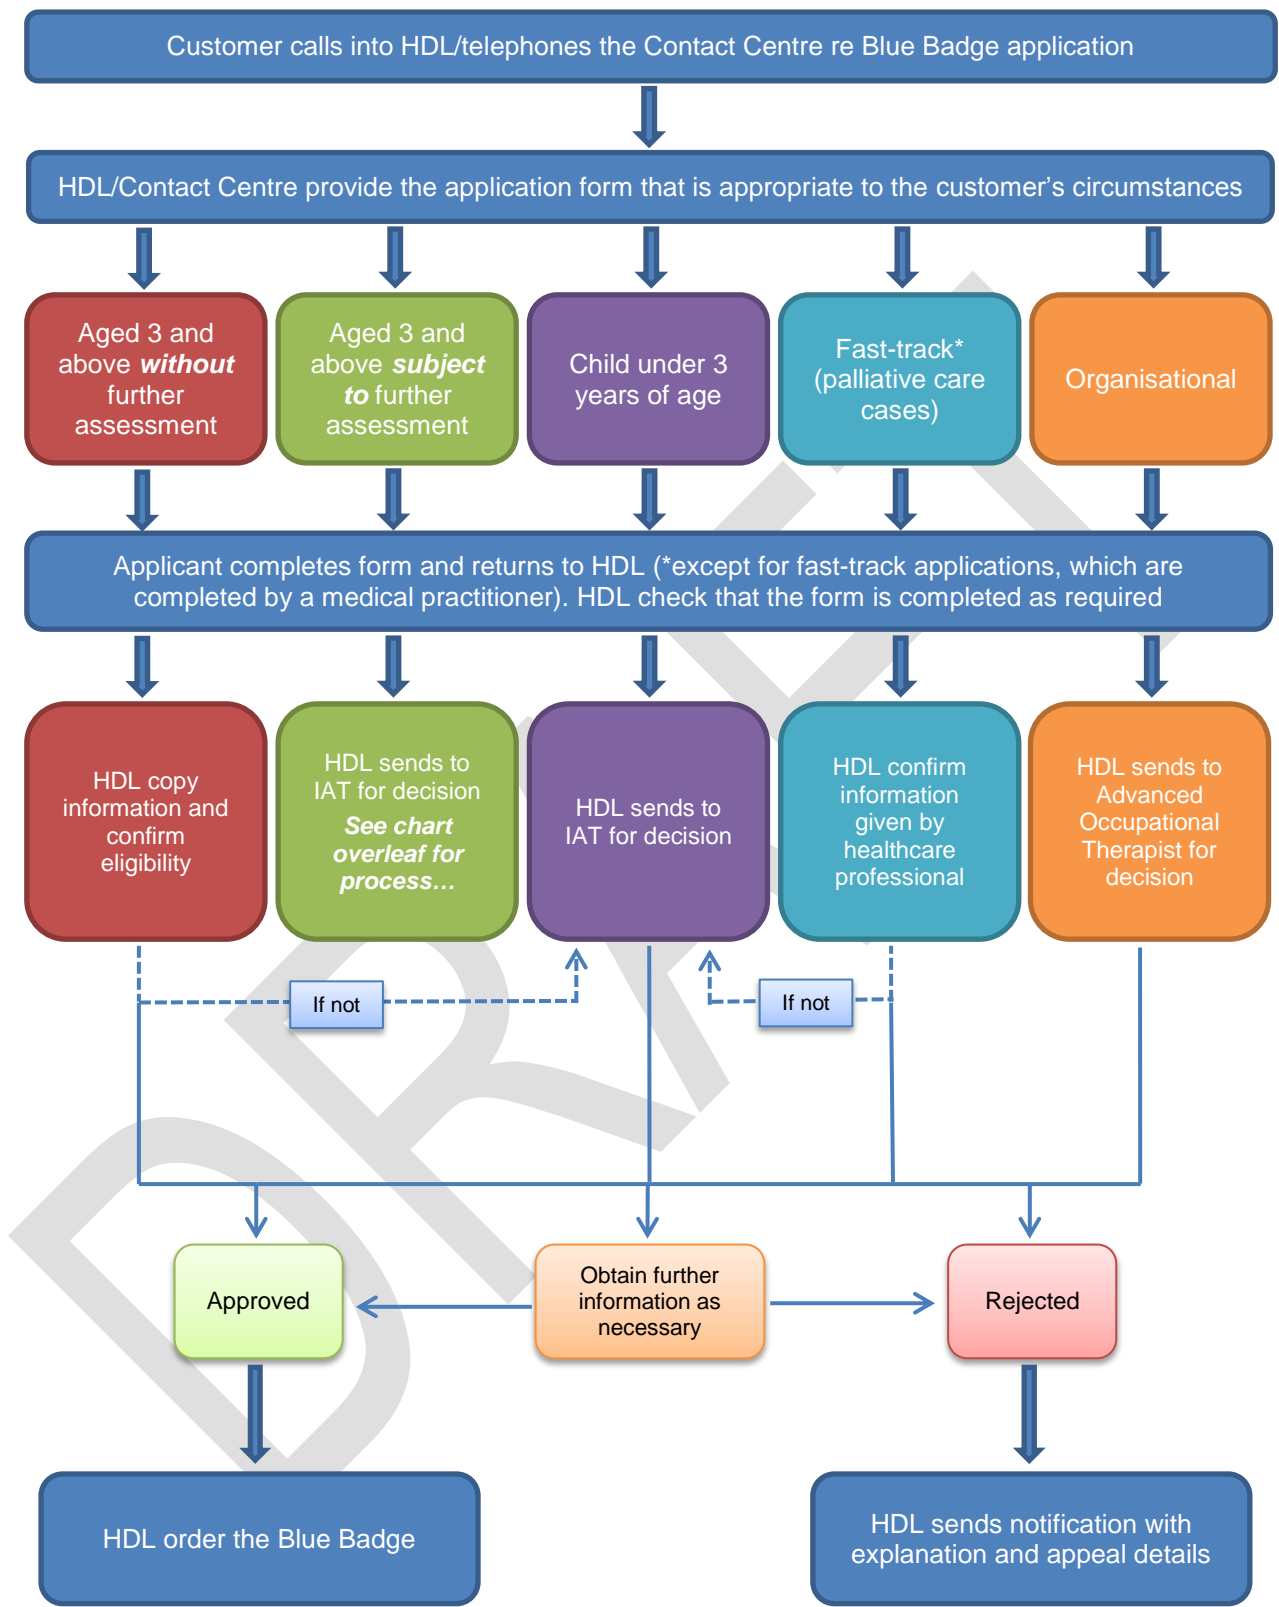 Customer calls into HDL/telephones the Contact Centre re Blue Badge application
HDL/Contact Centre provide the application form that is appropriate to the customer’s circumstances
Aged 3 and
above without
further
assessment
Aged 3 and
above subject
to further
assessment
Child under 3
years of age
Fast-track*
(palliative care
cases)
Organisational
Applicant completes form and returns to HDL (*except for fast-track applications, which are
completed by a medical practitioner). HDL check that the form is completed as required
HDL copy
information and
confirm
eligibility
HDL sends to
IAT for decision
See chart
overleaf for
process…
HDL sends to
IAT for decision
HDL confirm
information
given by
healthcare
professional
HDL sends to
Advanced
Occupational
Therapist for
decision
If not
If not
Approved
Obtain further
information as
necessary
Rejected
HDL order the Blue Badge
HDL sends notification with
explanation and appeal details
DRAFT